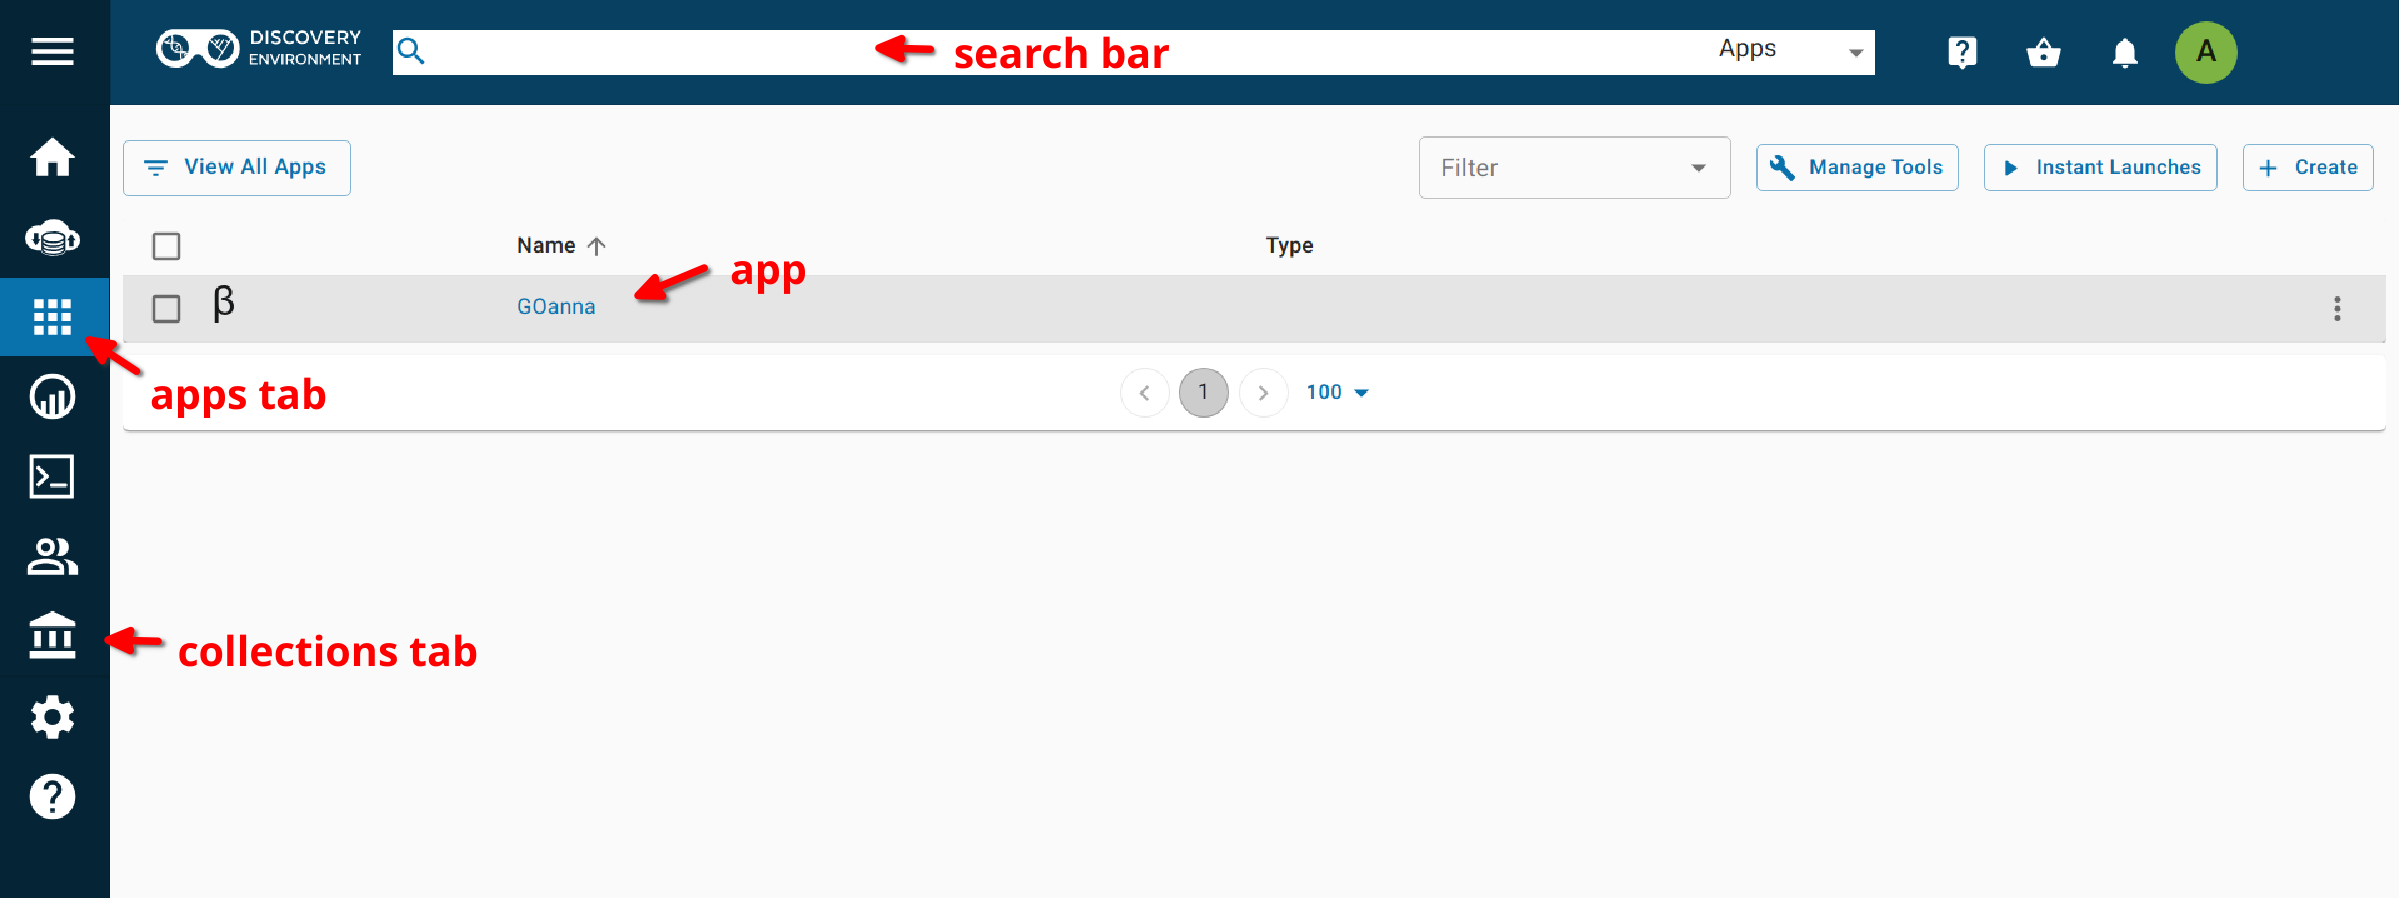 DISCOVERY
ENVIRONMENT
search bar
Apps
A
View All Apps
Filter
Manage Tools
Instant Launches
Create
Name
Type
app
β
GOanna
apps tab
1
100
collections tab